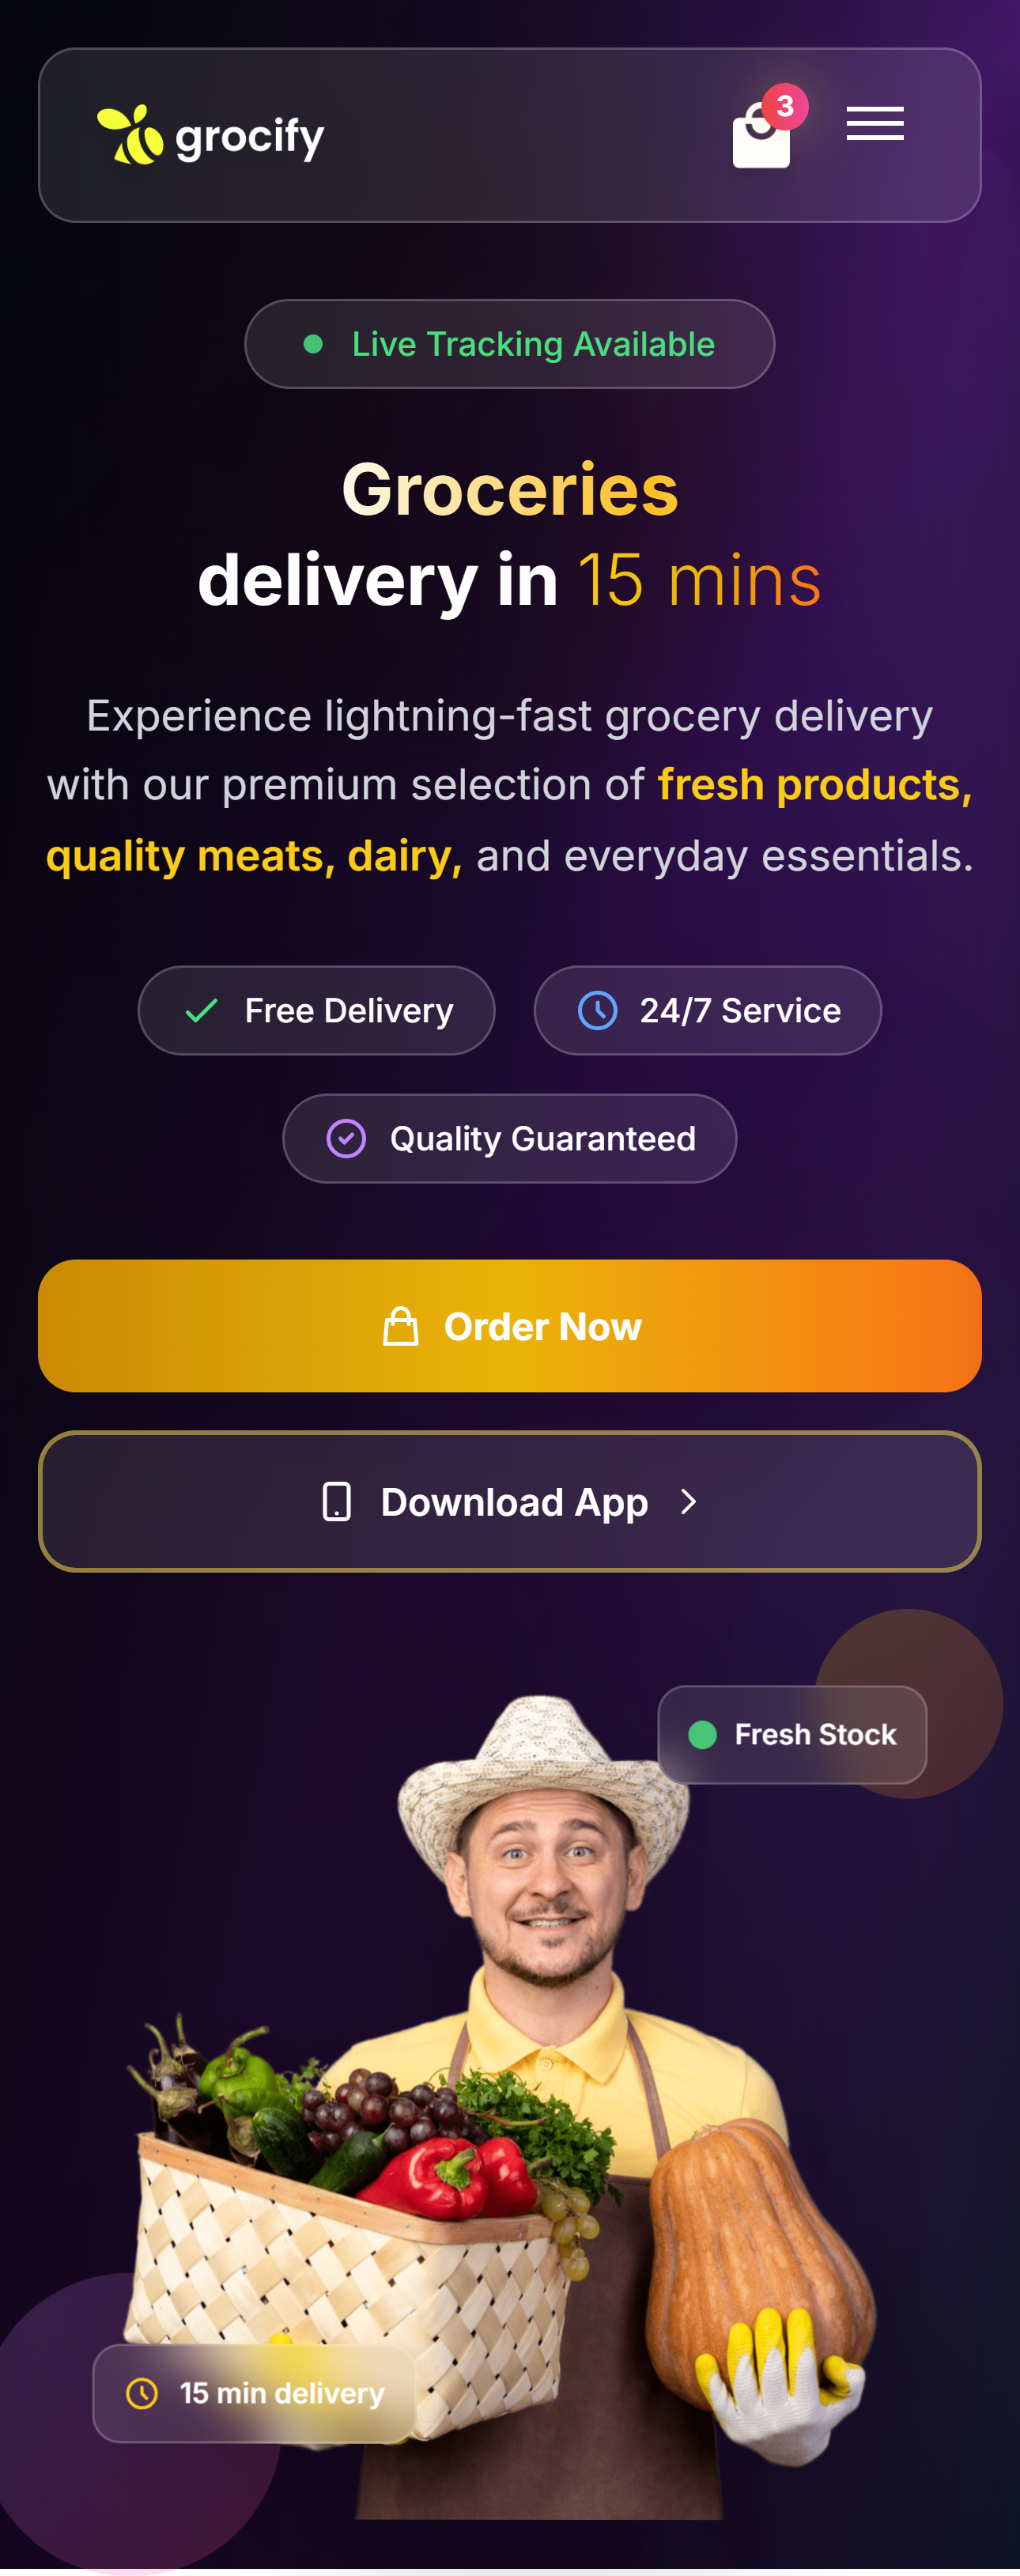 grocify
3
Live Tracking Available
Groceries
delivery in 15 mins
Experience lightning-fast grocery delivery
with our premium selection of fresh products,
quality meats, dairy, and everyday essentials.
Free Delivery
24/7 Service
Quality Guaranteed
Order Now
Download App
Fresh Stock
15 min delivery